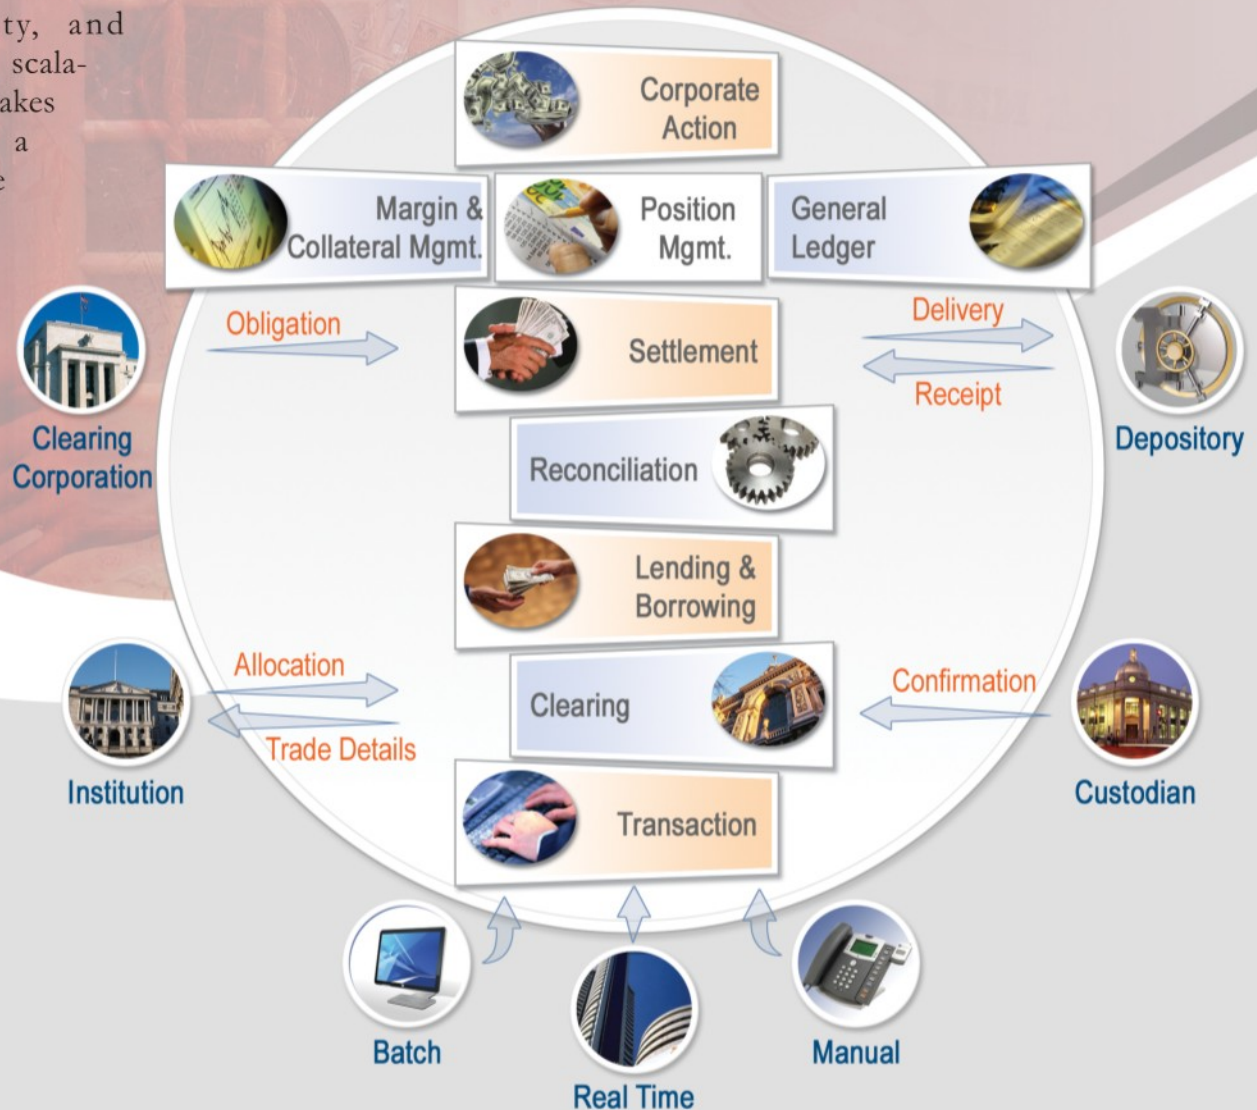 ty, and
scala-
akes
a
Corporate
Action
Margin &
Collateral Mgmt.
Position
Mgmt.
General
Ledger
Obligation
Settlement
Delivery
Receipt
Clearing
Corporation
Depository
Reconciliation
Lending &
Borrowing
Allocation
Trade Details
Clearing
Confirmation
Institution
Custodian
Transaction
Batch
Real Time
Manual